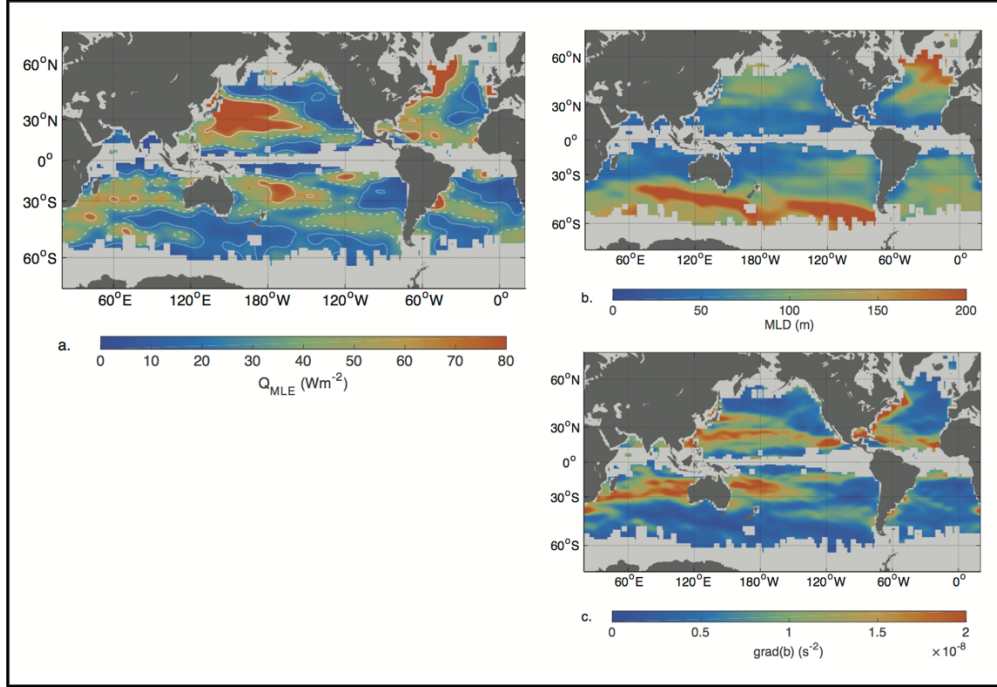 60°N
30°N
0°
30°S
60°S
60°E 120°E 180°W 120°W 60°W 0°
a.
0 10 20 30 40 50 60 70 80
Q_MLE (Wm⁻²)
60°N
30°N
0°
30°S
60°S
60°E 120°E 180°W 120°W 60°W 0°
b.
0 50 100 150 200
MLD (m)
60°N
30°N
0°
30°S
60°S
60°E 120°E 180°W 120°W 60°W 0°
c.
0 0.5 1 1.5 2
grad(b) (s⁻²)
×10⁻⁸